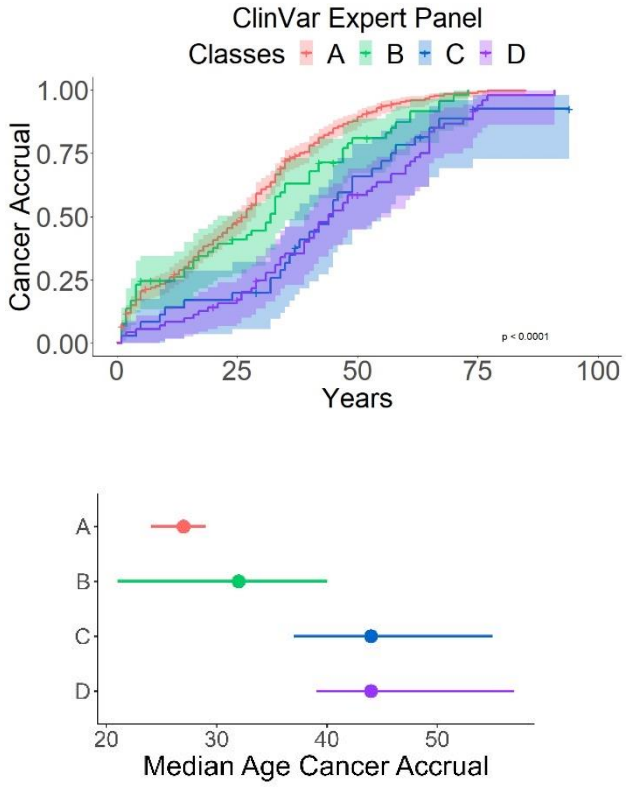 ClinVar Expert Panel
Classes A B C D
Cancer Accrual
1.00
0.75
0.50
0.25
0.00
p < 0.0001
0 25 50 75 100
Years
A
B
C
D
20 30 40 50
Median Age Cancer Accrual